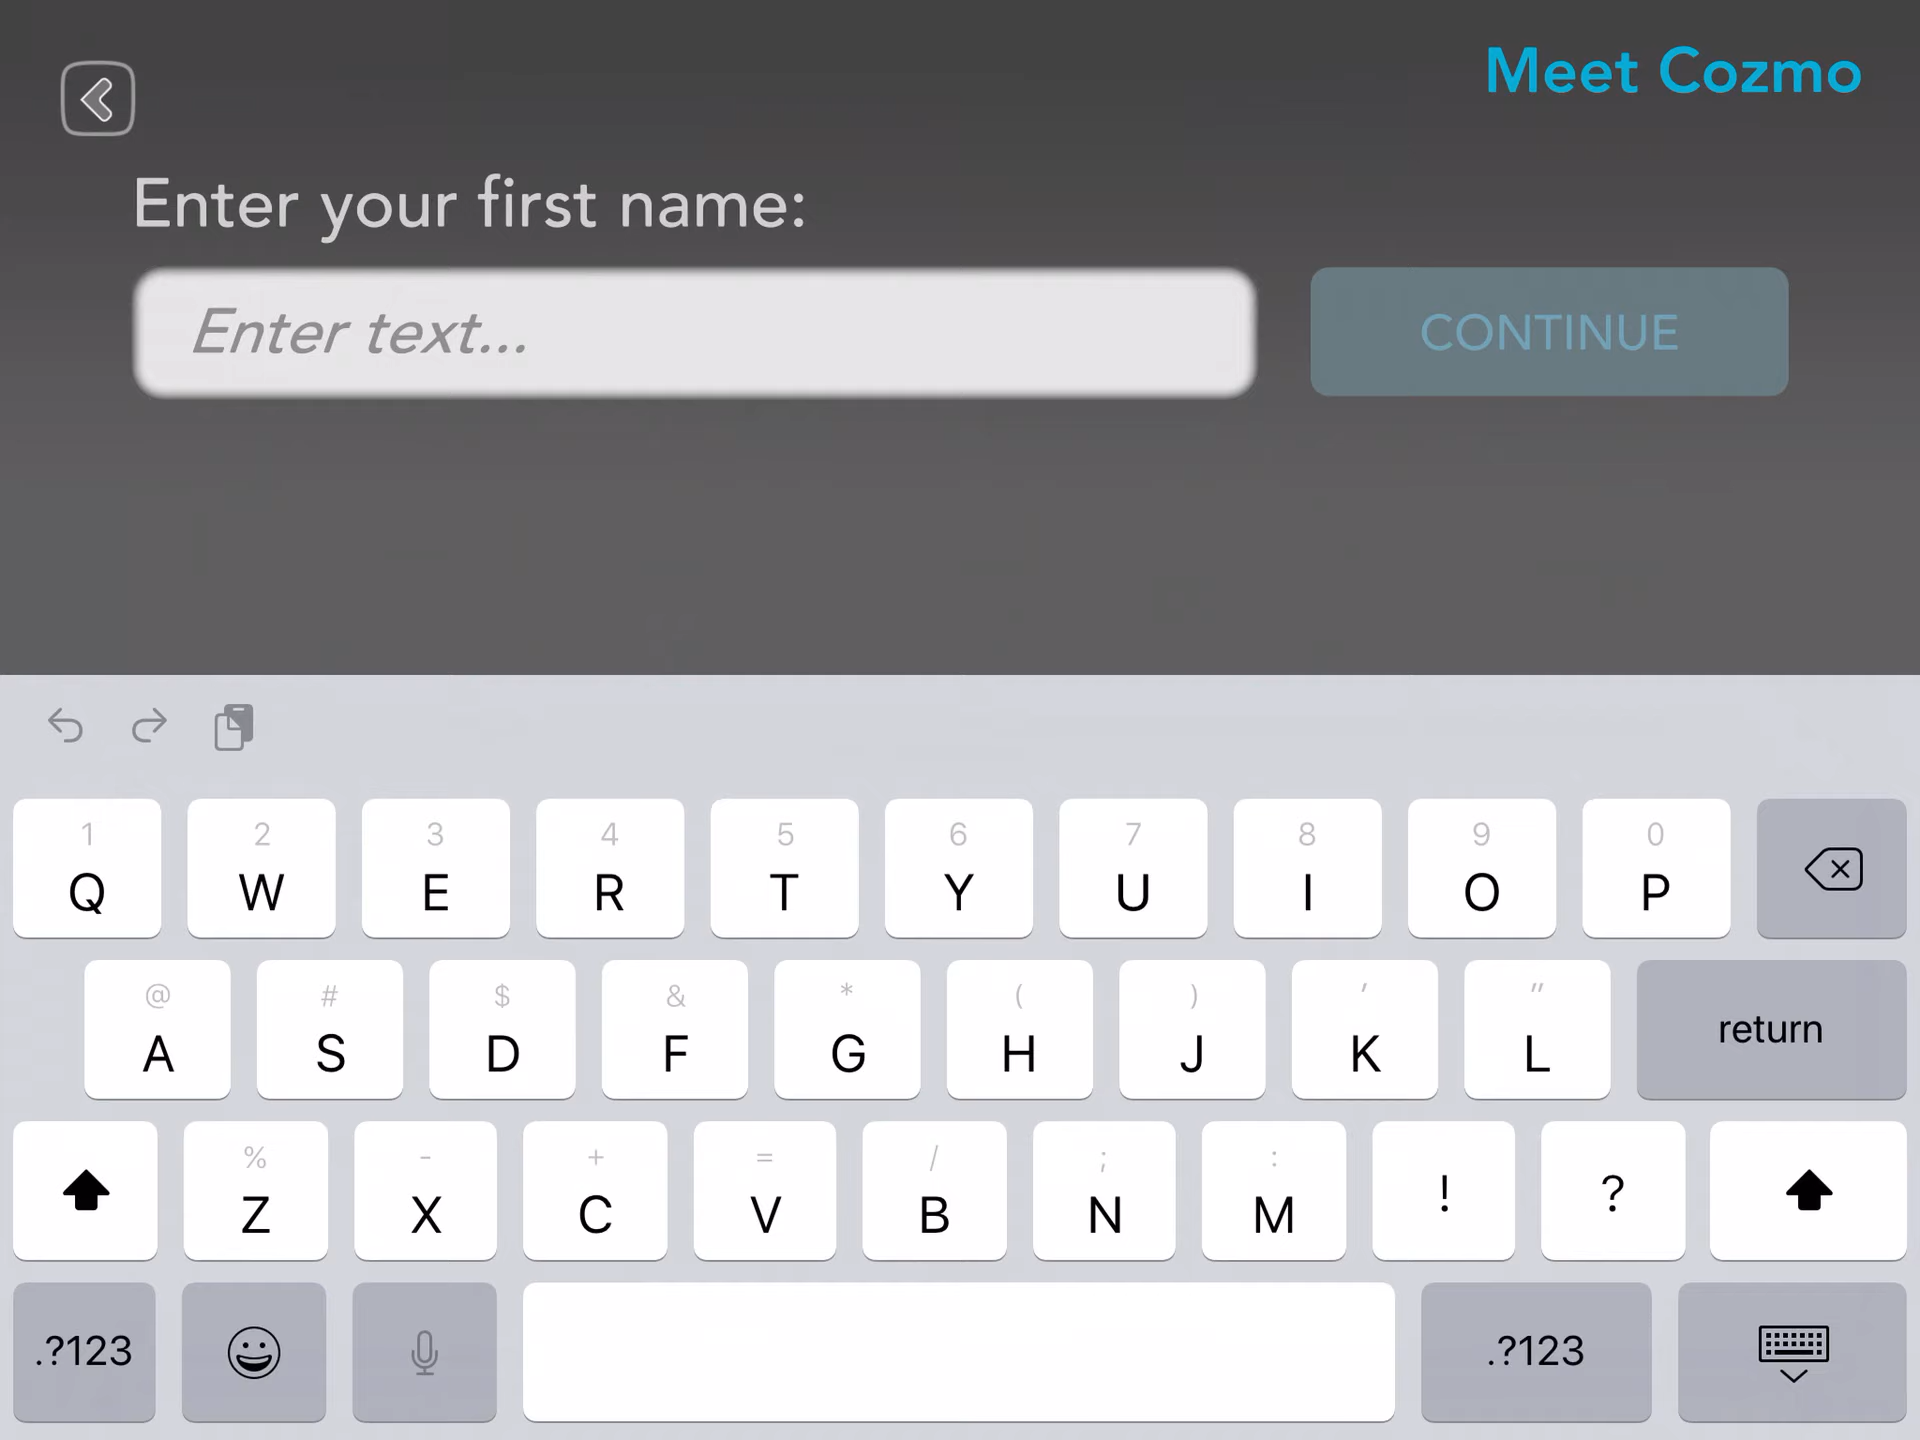 Meet Cozmo
Enter your first name:
Enter text...
CONTINUE
1 2 3 4 5 6 7 8 9 0
Q W E R T Y U I O P
@ # $ & * ( ) ' "
A S D F G H J K L return
% - + = / ; :
Z X C V B N M ! ?
.?123 .?123